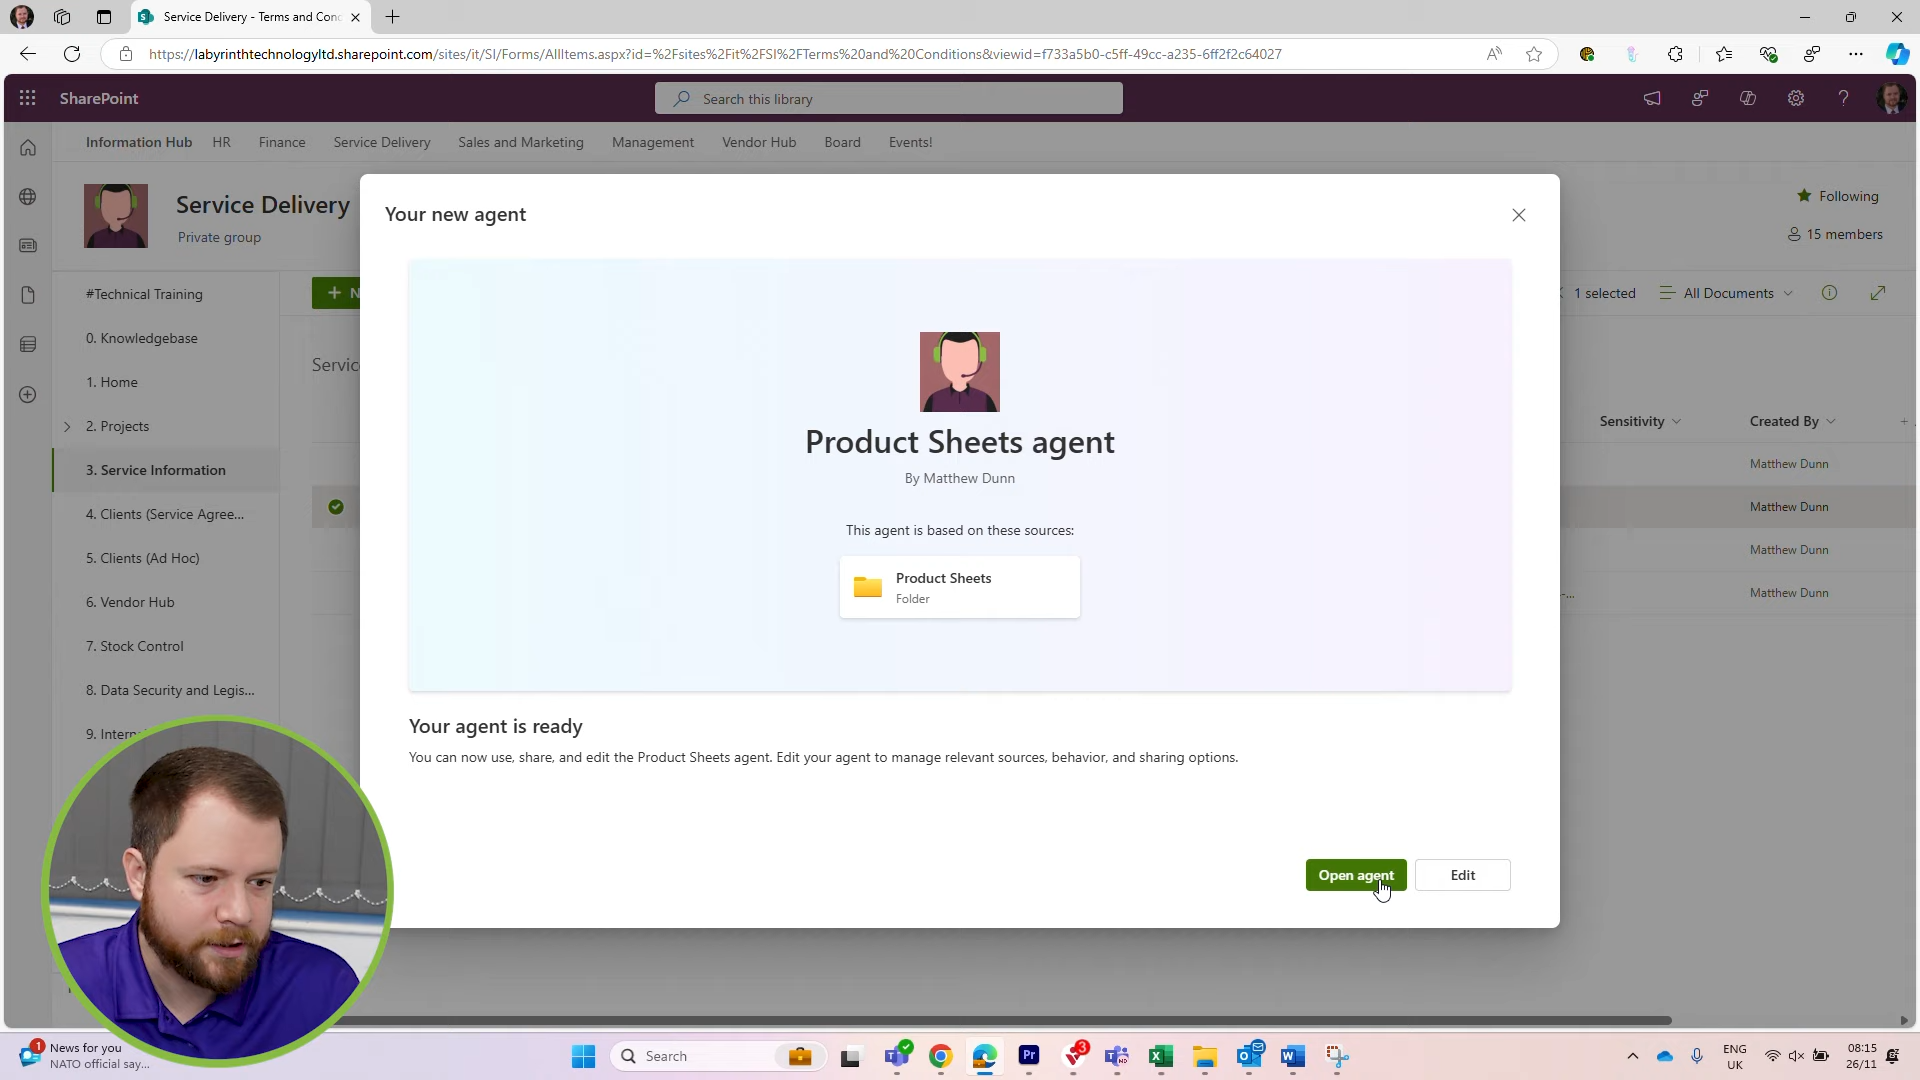 Service Delivery - Terms and Conc
https://labyrinthtechnologyltd.sharepoint.com/sites/it/SI/Forms/AllItems.aspx?id=%2Fsites%2Fit%2FSI%2FTerms%20and%20Conditions&viewid=f733a5b0-c5ff-49cc-a235-6ff2f2c64027
SharePoint
Search this library
Information Hub HR Finance Service Delivery Sales and Marketing Management Vendor Hub Board Events!
Service Delivery
Private group
Following
15 members
#Technical Training
0. Knowledgebase
1. Home
2. Projects
3. Service Information
4. Clients (Service Agree...
5. Clients (Ad Hoc)
6. Vendor Hub
7. Stock Control
8. Data Security and Legis...
9. Intern
N
1 selected
All Documents
Servic
Sensitivity
Created By
Matthew Dunn
Matthew Dunn
Matthew Dunn
Matthew Dunn
Your new agent
Product Sheets agent
By Matthew Dunn
This agent is based on these sources:
Product Sheets
Folder
Your agent is ready
You can now use, share, and edit the Product Sheets agent. Edit your agent to manage relevant sources, behavior, and sharing options.
Open agent
Edit
1
News for you
NATO official say...
Search
Pr
3
ENG
UK
08:15
26/11